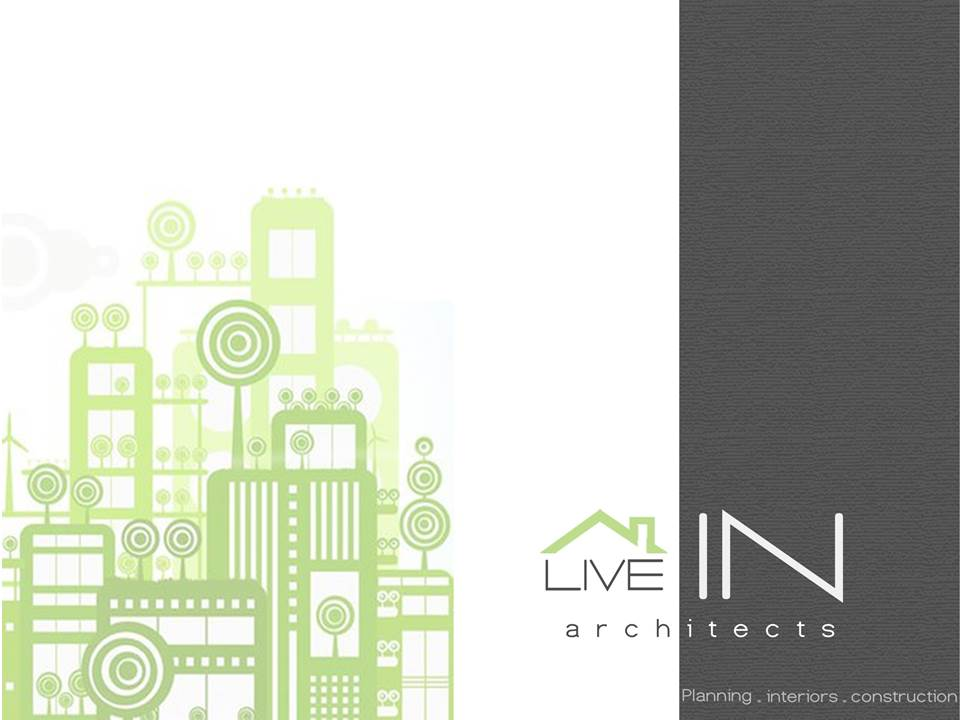 LIVE IN
architects
Planning . interiors . construction